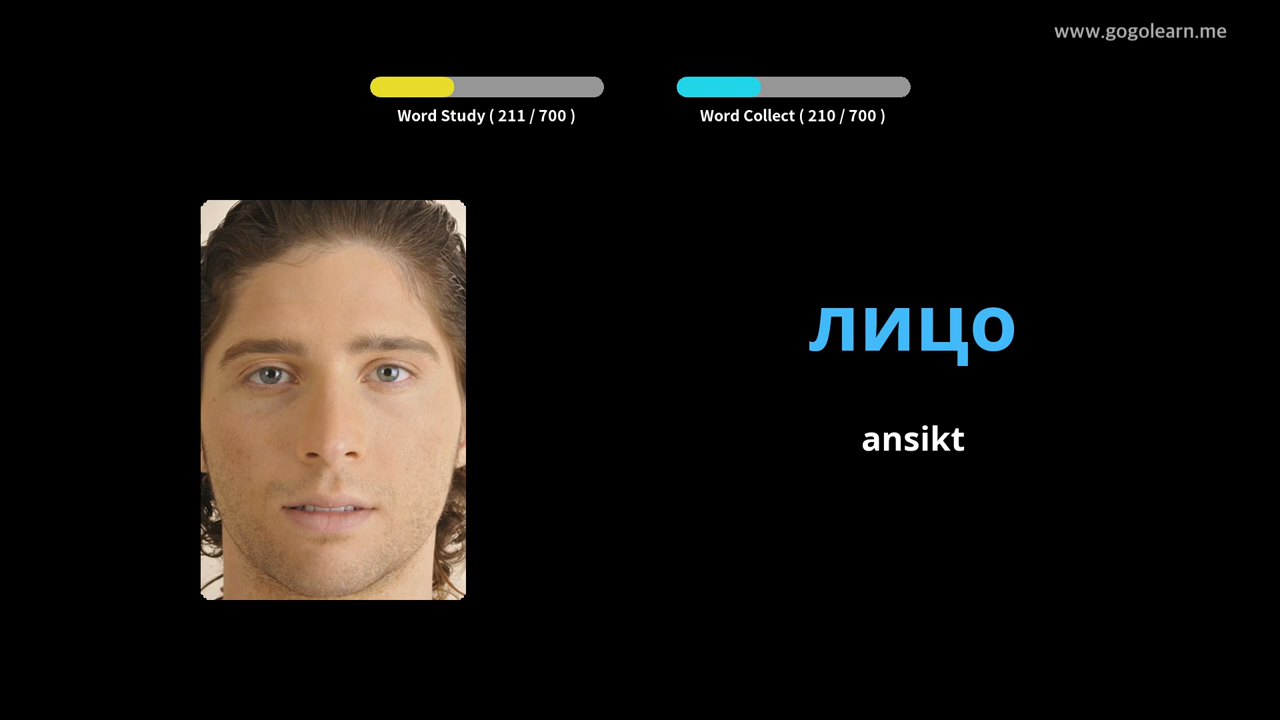 www.gogolearn.me
Word Study ( 211 / 700 )
Word Collect ( 210 / 700 )
лицо
ansikt